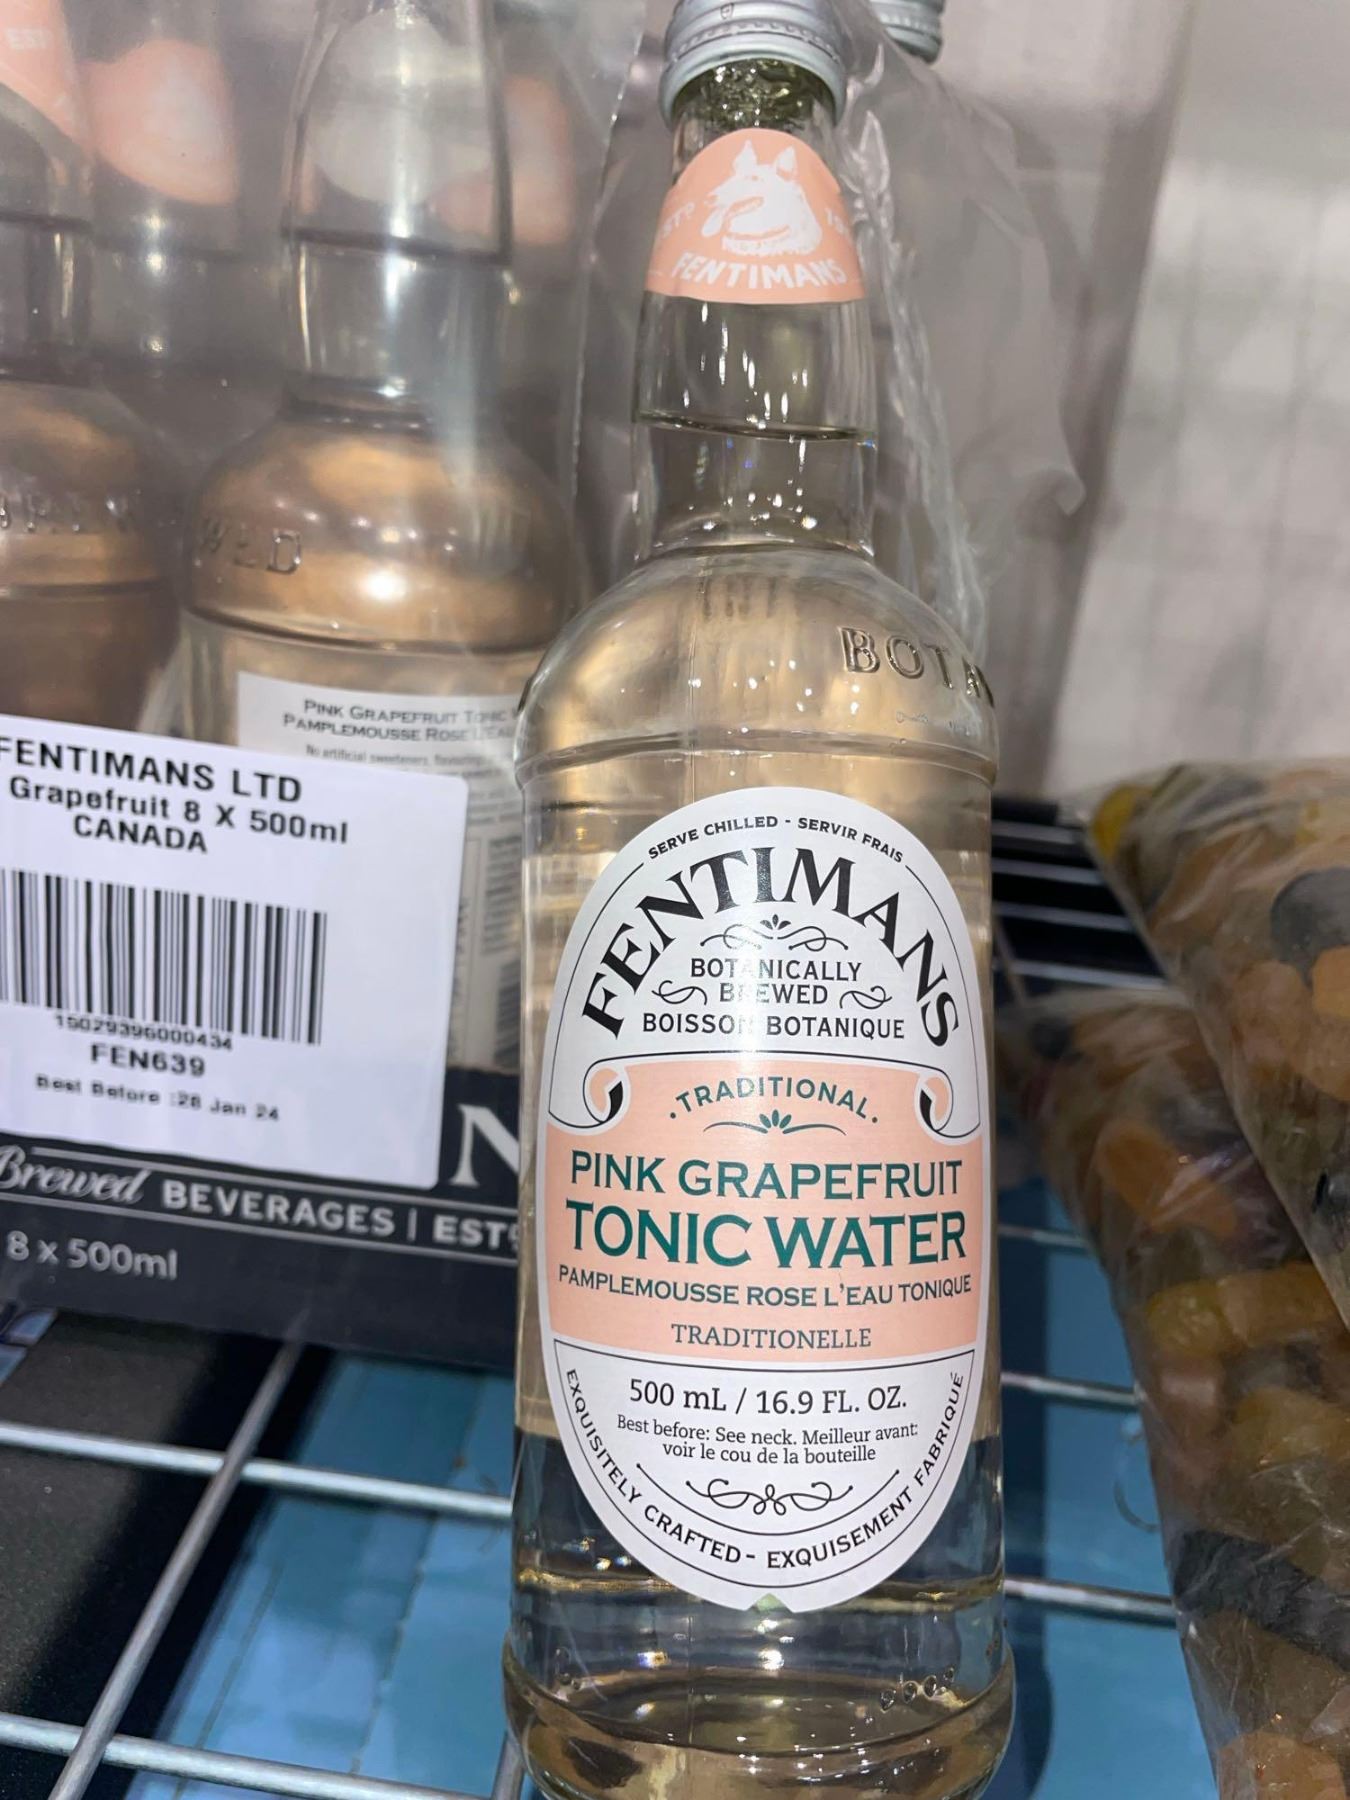 EST
FENTIMANS
BOTA
WED
PINK GRAPEFRUIT TONIC
PAMPLEMOUSSE ROSE L'EAU
No artificial sweeteners,
FENTIMANS LTD
Grapefruit 8 X 500ml
CANADA
FEN639
Best Before :28 Jan 24
Brewed BEVERAGES | ESTD
8 x 500ml
N
SERVE CHILLED - SERVIR FRAIS
FENTIMANS
BOTANICALLY
BREWED
BOISSON BOTANIQUE
·TRADITIONAL·
PINK GRAPEFRUIT
TONIC WATER
PAMPLEMOUSSE ROSE L'EAU TONIQUE
TRADITIONELLE
500 mL / 16.9 FL. OZ.
Best before: See neck. Meilleur avant:
voir le cou de la bouteille
EXQUISITELY CRAFTED - EXQUISEMENT FABRIQUÉ